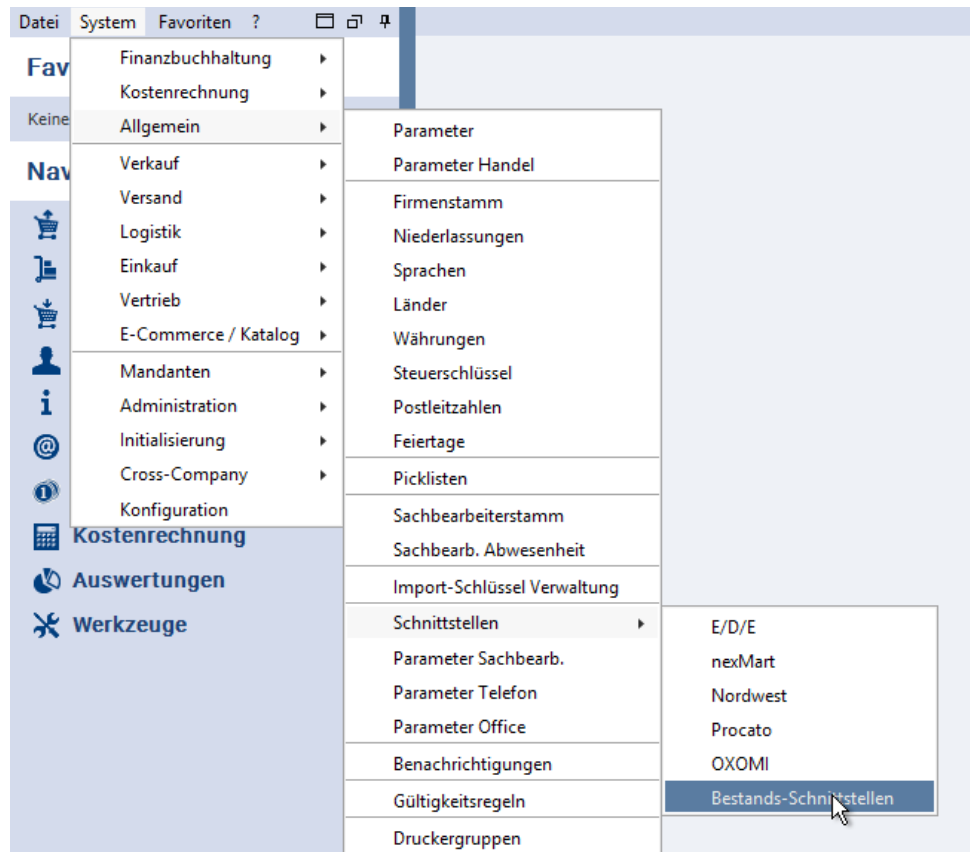 Datei System Favoriten ?
Fav
Keine
Nav
Finanzbuchhaltung
Kostenrechnung
Allgemein
Verkauf
Versand
Logistik
Einkauf
Vertrieb
E-Commerce / Katalog
Mandanten
Administration
Initialisierung
Cross-Company
Konfiguration
Kostenrechnung
Auswertungen
Werkzeuge
Parameter
Parameter Handel
Firmenstamm
Niederlassungen
Sprachen
Länder
Währungen
Steuerschlüssel
Postleitzahlen
Feiertage
Picklisten
Sachbearbeiterstamm
Sachbearb. Abwesenheit
Import-Schlüssel Verwaltung
Schnittstellen
Parameter Sachbearb.
Parameter Telefon
Parameter Office
Benachrichtigungen
Gültigkeitsregeln
Druckergruppen
E/D/E
nexMart
Nordwest
Procato
OXOMI
Bestands-Schnittstellen